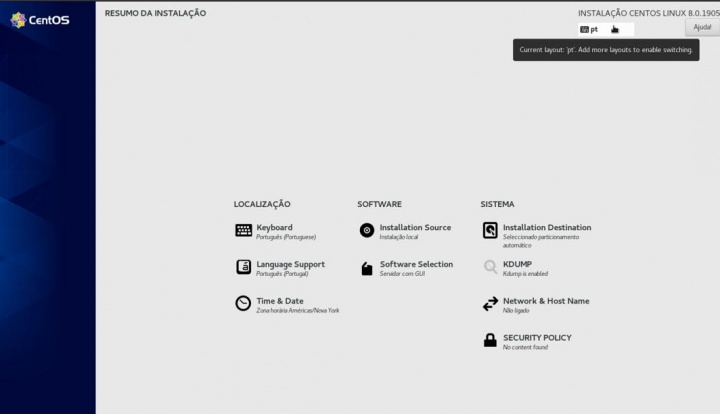 CentOS
RESUMO DA INSTALAÇÃO
INSTALAÇÃO CENTOS LINUX 8.0.1905
pt
Ajuda!
Current layout: 'pt'. Add more layouts to enable switching.
LOCALIZAÇÃO
Keyboard
Português (Portuguese)
Language Support
Português (Portugal)
Time & Date
Zona horária Américas/Nova York
SOFTWARE
Installation Source
Instalação local
Software Selection
Servidor com GUI
SISTEMA
Installation Destination
Seleccionado particionamento
automático
KDUMP
Kdump is enabled
Network & Host Name
Não ligado
SECURITY POLICY
No content found